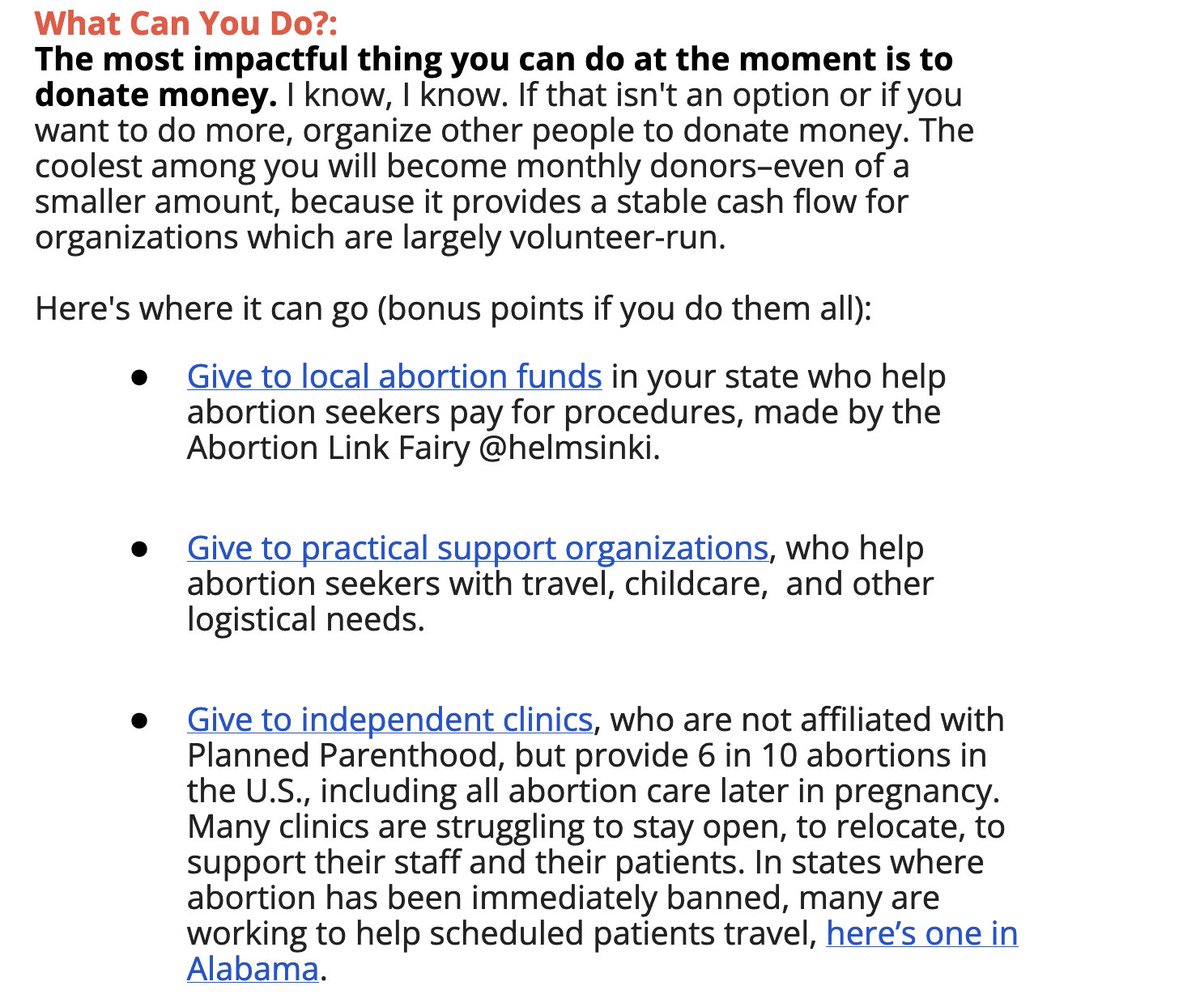 What Can You Do?:
The most impactful thing you can do at the moment is to
donate money. I know, I know. If that isn't an option or if you
want to do more, organize other people to donate money. The
coolest among you will become monthly donors–even of a
smaller amount, because it provides a stable cash flow for
organizations which are largely volunteer-run.
Here's where it can go (bonus points if you do them all):
● Give to local abortion funds in your state who help
abortion seekers pay for procedures, made by the
Abortion Link Fairy @helmsinki.
● Give to practical support organizations, who help
abortion seekers with travel, childcare,  and other
logistical needs.
● Give to independent clinics, who are not affiliated with
Planned Parenthood, but provide 6 in 10 abortions in
the U.S., including all abortion care later in pregnancy.
Many clinics are struggling to stay open, to relocate, to
support their staff and their patients. In states where
abortion has been immediately banned, many are
working to help scheduled patients travel, here’s one in
Alabama.